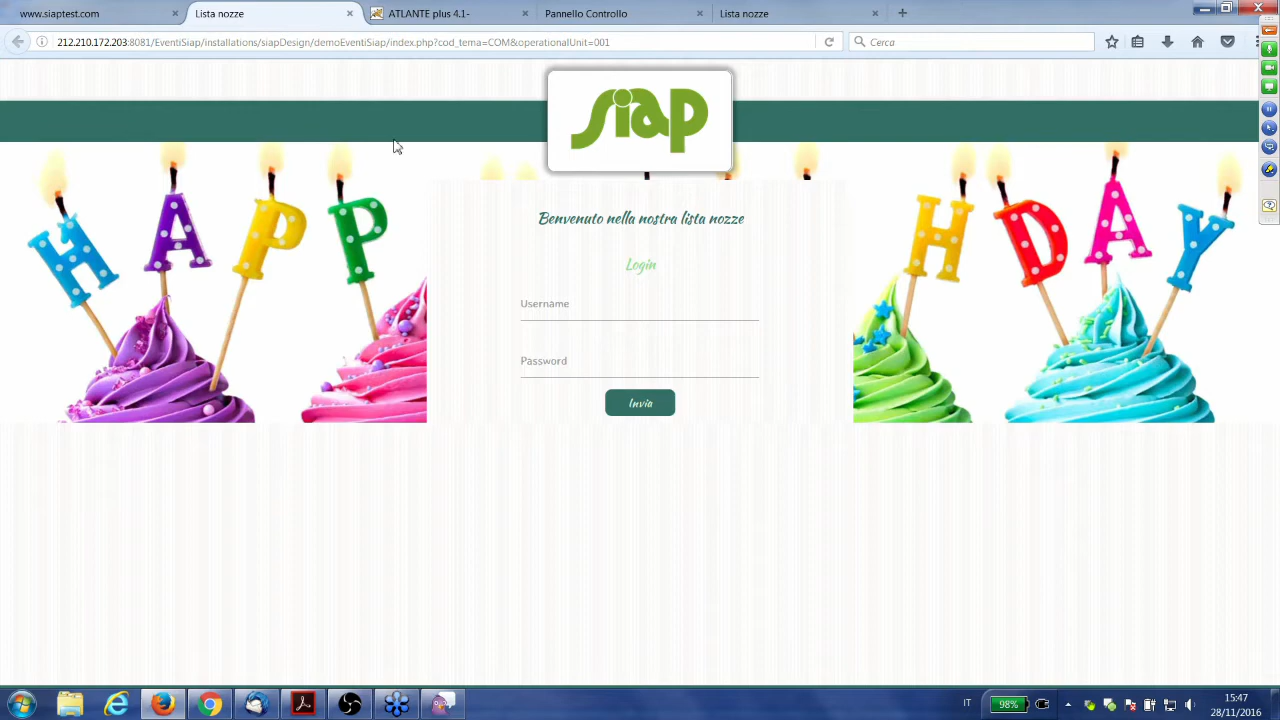 www.siaptest.com
Lista nozze
ATLANTE plus 4.1-
Pannello Controllo
Lista nozze
212.210.172.203:8081/EventiSiap/installations/siapDesign/demoEventiSiap/index.php?cod_tema=COM&operationalUnit=001
Cerca
siap
HAPP
H DAY
Benvenuto nella nostra lista nozze
Login
Username
Password
Invia
IT
98%
15:47
28/11/2016